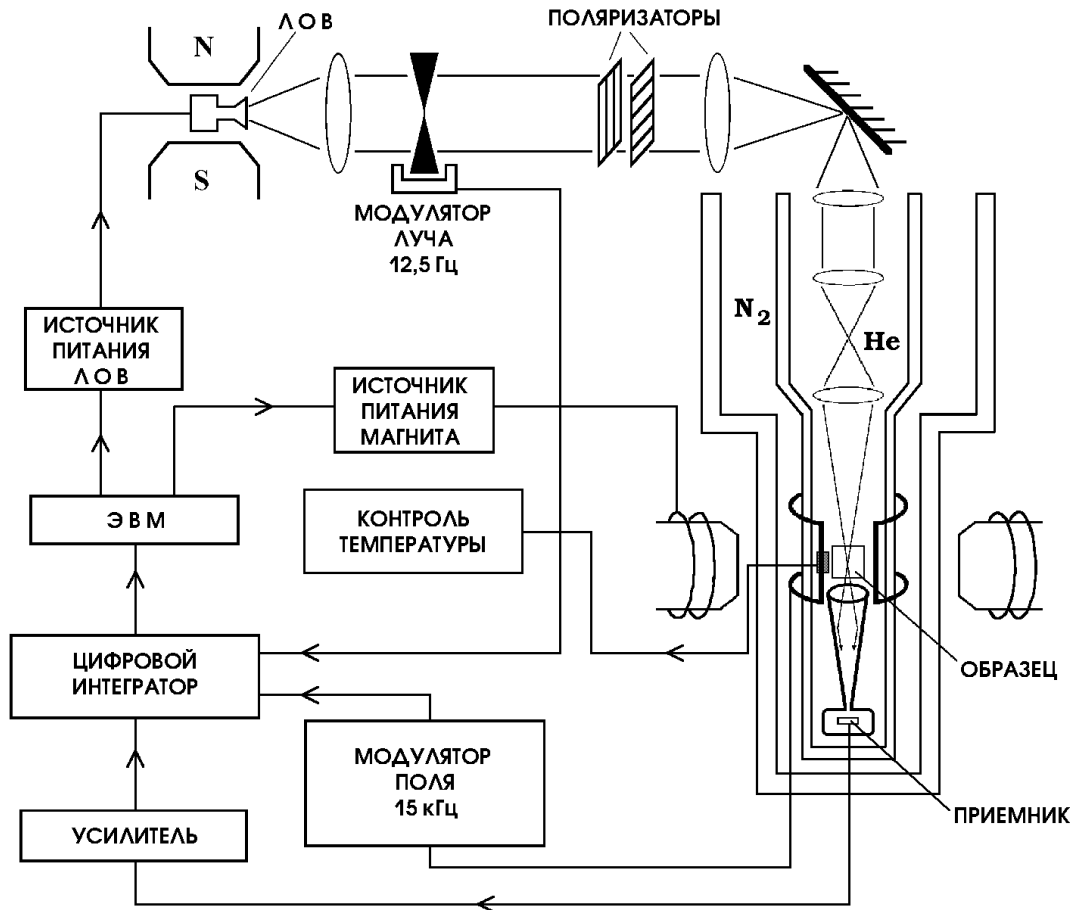 ПОЛЯРИЗАТОРЫ
ЛОВ
N
S
МОДУЛЯТОР
ЛУЧА
12,5 Гц
N2
He
ИСТОЧНИК
ПИТАНИЯ
ЛОВ
ИСТОЧНИК
ПИТАНИЯ
МАГНИТА
ЭВМ
КОНТРОЛЬ
ТЕМПЕРАТУРЫ
ЦИФРОВОЙ
ИНТЕГРАТОР
ОБРАЗЕЦ
МОДУЛЯТОР
ПОЛЯ
15 кГц
УСИЛИТЕЛЬ
ПРИЕМНИК